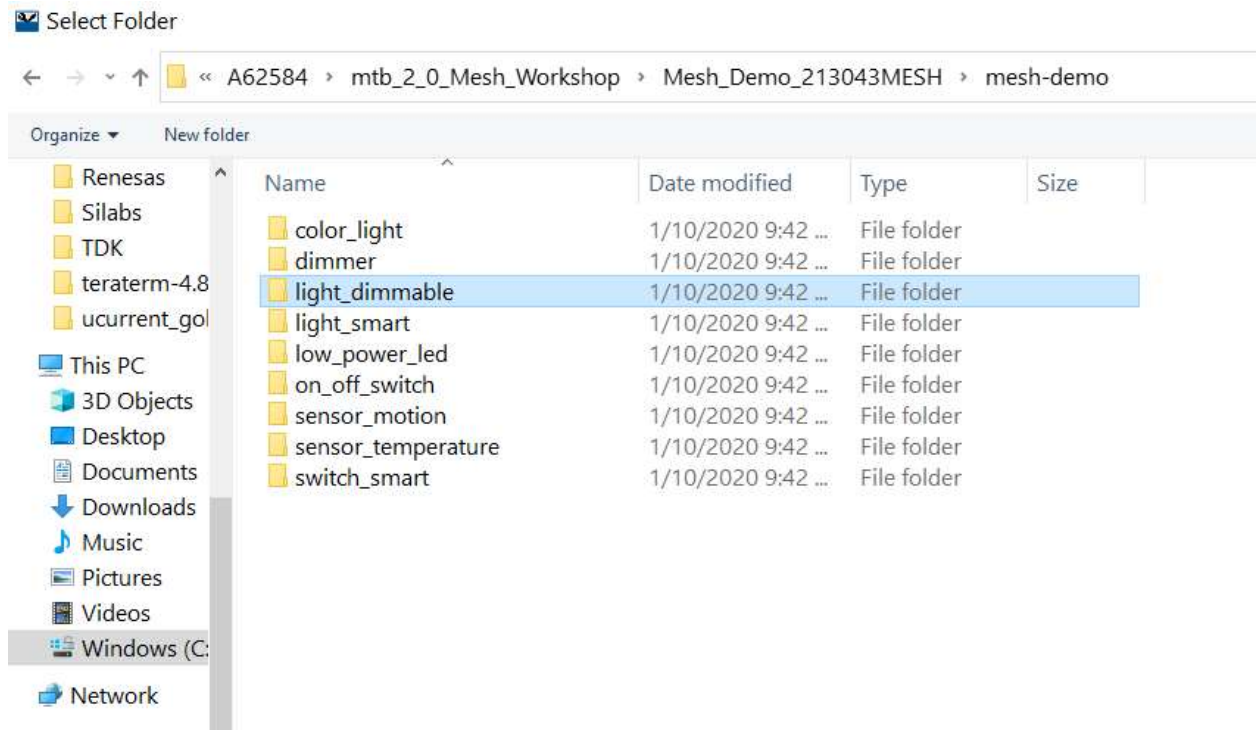 Select Folder
« A62584 › mtb_2_0_Mesh_Workshop › Mesh_Demo_213043MESH › mesh-demo
Organize New folder
Renesas
Silabs
TDK
teraterm-4.8
ucurrent_gol
This PC
3D Objects
Desktop
Documents
Downloads
Music
Pictures
Videos
Windows (C:
Network
Name Date modified Type Size
color_light 1/10/2020 9:42 ... File folder
dimmer 1/10/2020 9:42 ... File folder
light_dimmable 1/10/2020 9:42 ... File folder
light_smart 1/10/2020 9:42 ... File folder
low_power_led 1/10/2020 9:42 ... File folder
on_off_switch 1/10/2020 9:42 ... File folder
sensor_motion 1/10/2020 9:42 ... File folder
sensor_temperature 1/10/2020 9:42 ... File folder
switch_smart 1/10/2020 9:42 ... File folder